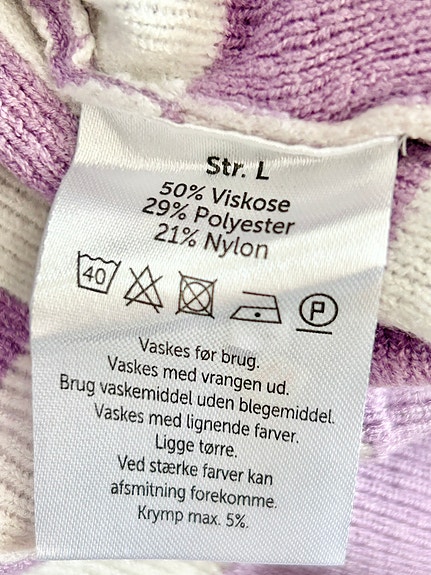 Str. L
50% Viskose
29% Polyester
21% Nylon
40
P
Vaskes før brug.
Vaskes med vrangen ud.
Brug vaskemiddel uden blegemiddel.
Vaskes med lignende farver.
Ligge tørre.
Ved stærke farver kan
afsmitning forekomme.
Krymp max. 5%.